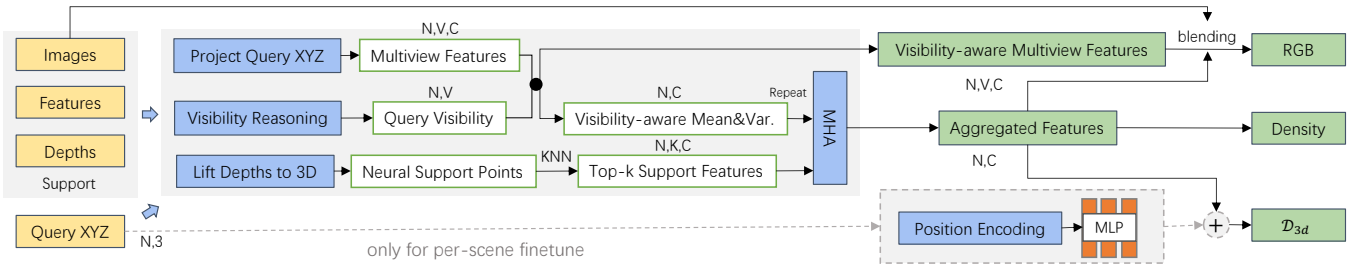 Images
Features
Depths
Support
Query XYZ
N,3
Project Query XYZ
N,V,C
Multiview Features
Visibility Reasoning
N,V
Query Visibility
Lift Depths to 3D
Neural Support Points
KNN
N,C
Visibility-aware Mean&Var.
Repeat
N,K,C
Top-k Support Features
MHA
Visibility-aware Multiview Features
blending
RGB
N,V,C
Aggregated Features
N,C
Density
only for per-scene finetune
Position Encoding
MLP
+
𝒟3d